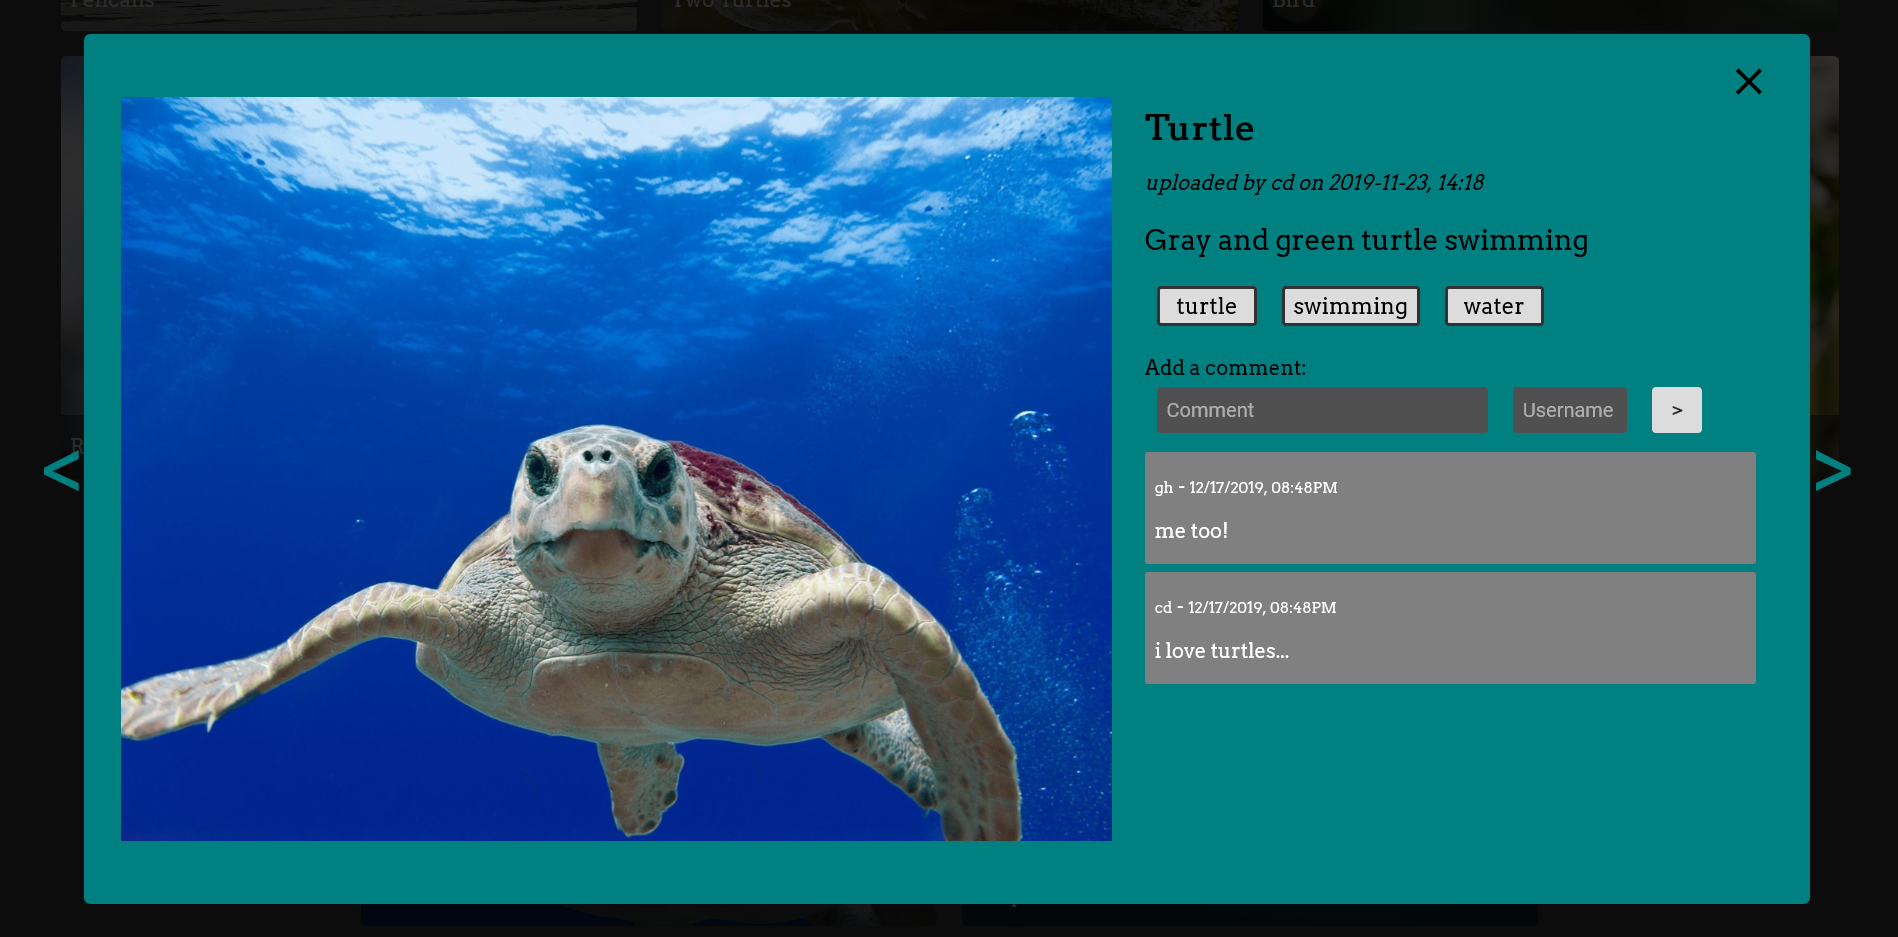 Pelicans
Two Turtles
Bird
Turtle
uploaded by cd on 2019-11-23, 14:18
Gray and green turtle swimming
turtle
swimming
water
Add a comment:
Comment
Username
>
gh - 12/17/2019, 08:48PM
me too!
cd - 12/17/2019, 08:48PM
i love turtles...
<
>